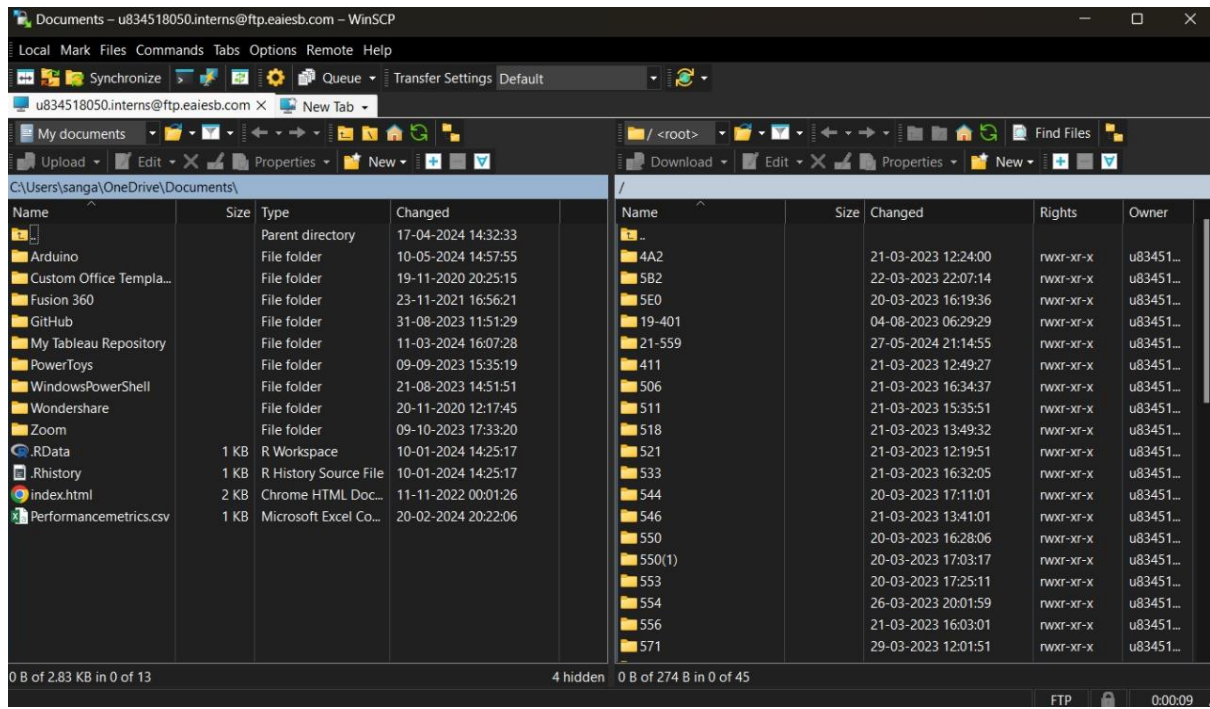 Documents – u834518050.interns@ftp.eaiesb.com – WinSCP
Local Mark Files Commands Tabs Options Remote Help
Synchronize Queue Transfer Settings Default
u834518050.interns@ftp.eaiesb.com New Tab
My documents
Upload Edit Properties New
C:\Users\sanga\OneDrive\Documents\
Name Size Type Changed
.. Parent directory 17-04-2024 14:32:33
Arduino File folder 10-05-2024 14:57:55
Custom Office Templa... File folder 19-11-2020 20:25:15
Fusion 360 File folder 23-11-2021 16:56:21
GitHub File folder 31-08-2023 11:51:29
My Tableau Repository File folder 11-03-2024 16:07:28
PowerToys File folder 09-09-2023 15:35:19
WindowsPowerShell File folder 21-08-2023 14:51:51
Wondershare File folder 20-11-2020 12:17:45
Zoom File folder 09-10-2023 17:33:20
.RData 1 KB R Workspace 10-01-2024 14:25:17
.Rhistory 1 KB R History Source File 10-01-2024 14:25:17
index.html 2 KB Chrome HTML Doc... 11-11-2022 00:01:26
Performancemetrics.csv 1 KB Microsoft Excel Co... 20-02-2024 20:22:06
0 B of 2.83 KB in 0 of 13 4 hidden
/ <root> Find Files
Download Edit Properties New
/
Name Size Changed Rights Owner
..
4A2 21-03-2023 12:24:00 rwxr-xr-x u83451...
5B2 22-03-2023 22:07:14 rwxr-xr-x u83451...
5E0 20-03-2023 16:19:36 rwxr-xr-x u83451...
19-401 04-08-2023 06:29:29 rwxr-xr-x u83451...
21-559 27-05-2024 21:14:55 rwxr-xr-x u83451...
411 21-03-2023 12:49:27 rwxr-xr-x u83451...
506 21-03-2023 16:34:37 rwxr-xr-x u83451...
511 21-03-2023 15:35:51 rwxr-xr-x u83451...
518 21-03-2023 13:49:32 rwxr-xr-x u83451...
521 21-03-2023 12:19:51 rwxr-xr-x u83451...
533 21-03-2023 16:32:05 rwxr-xr-x u83451...
544 20-03-2023 17:11:01 rwxr-xr-x u83451...
546 21-03-2023 13:41:01 rwxr-xr-x u83451...
550 20-03-2023 16:28:06 rwxr-xr-x u83451...
550(1) 20-03-2023 17:03:17 rwxr-xr-x u83451...
553 20-03-2023 17:25:11 rwxr-xr-x u83451...
554 26-03-2023 20:01:59 rwxr-xr-x u83451...
556 21-03-2023 16:03:01 rwxr-xr-x u83451...
571 29-03-2023 12:01:51 rwxr-xr-x u83451...
0 B of 274 B in 0 of 45
FTP 0:00:09